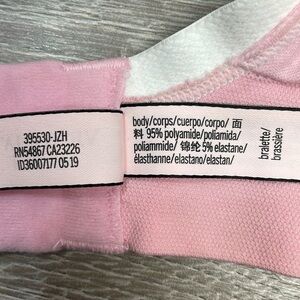 395530-JZH
RN54867 CA23226
ID36007177 05 19
body/corps/cuerpo/corpo/ 面
料 95% polyamide/poliamida/
poliammide/ 锦纶 5% elastane/
élasthanne/elastano/elastan/
bralette/
brassière